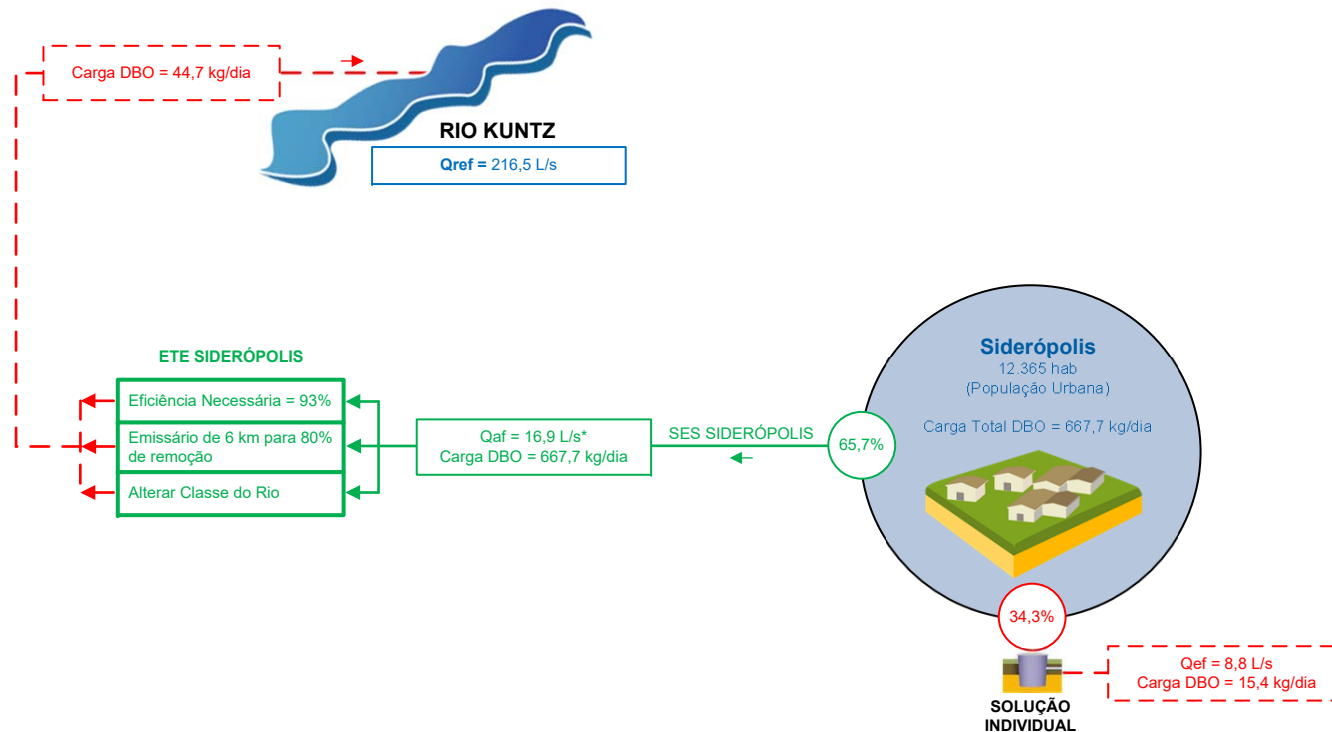 Carga DBO = 44,7 kg/dia
RIO KUNTZ
Qref = 216,5 L/s
ETE SIDERÓPOLIS
Eficiência Necessária = 93%
Emissário de 6 km para 80%
de remoção
Alterar Classe do Rio
Qaf = 16,9 L/s*
Carga DBO = 667,7 kg/dia
SES SIDERÓPOLIS
65,7%
Siderópolis
12.365 hab
(População Urbana)
Carga Total DBO = 667,7 kg/dia
34,3%
SOLUÇÃO
INDIVIDUAL
Qef = 8,8 L/s
Carga DBO = 15,4 kg/dia